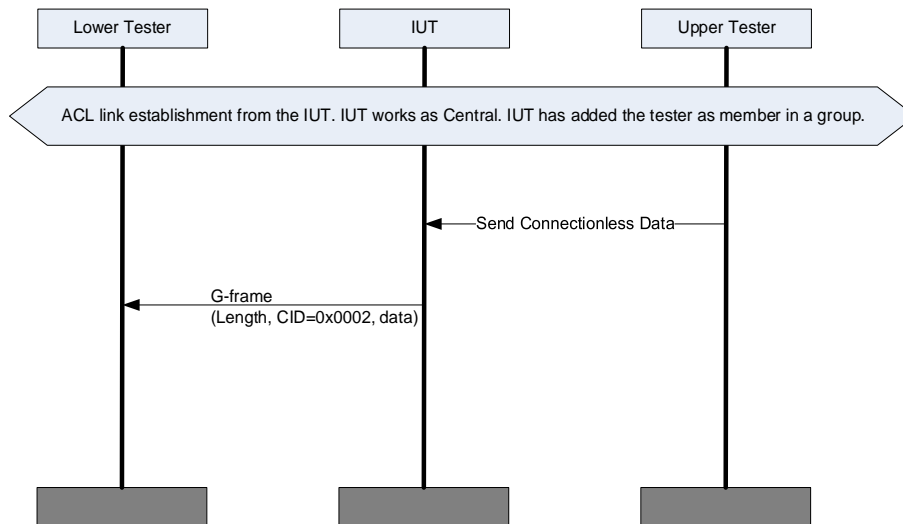 Lower Tester
IUT
Upper Tester
ACL link establishment from the IUT. IUT works as Central. IUT has added the tester as member in a group.
Send Connectionless Data
G-frame
(Length, CID=0x0002, data)